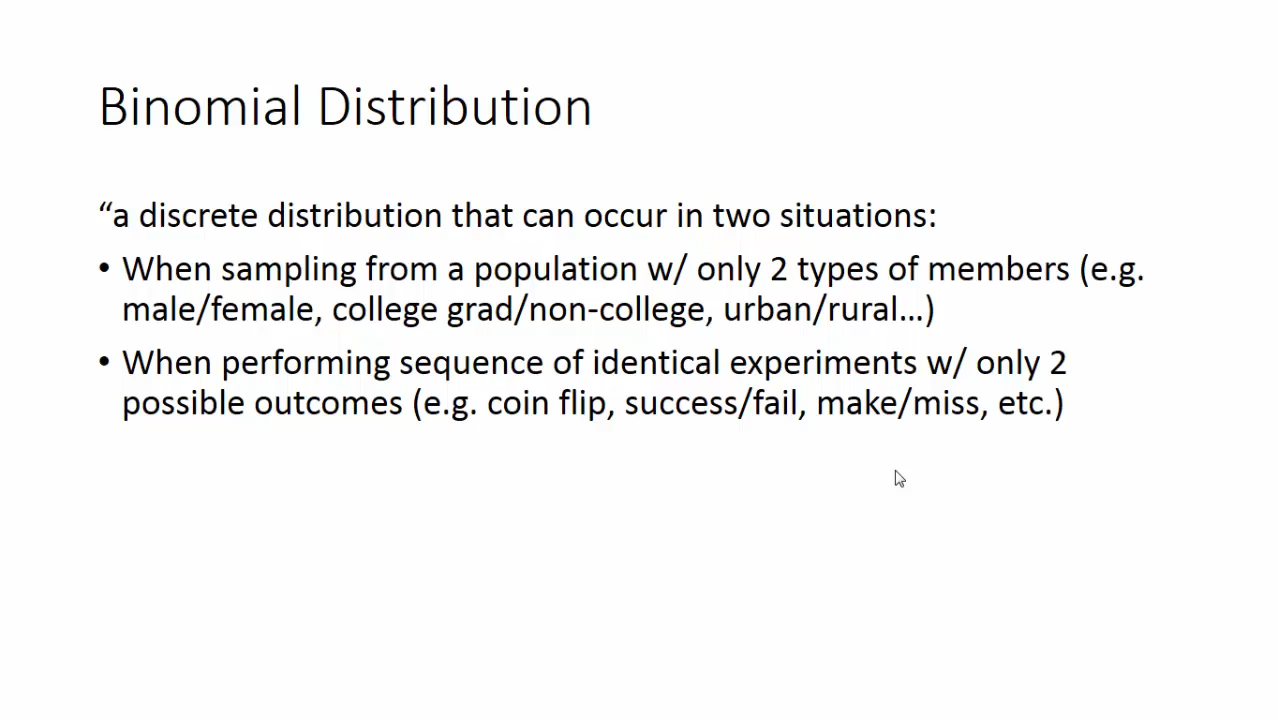 Binomial Distribution
“a discrete distribution that can occur in two situations:
• When sampling from a population w/ only 2 types of members (e.g.
male/female, college grad/non-college, urban/rural…)
• When performing sequence of identical experiments w/ only 2
possible outcomes (e.g. coin flip, success/fail, make/miss, etc.)